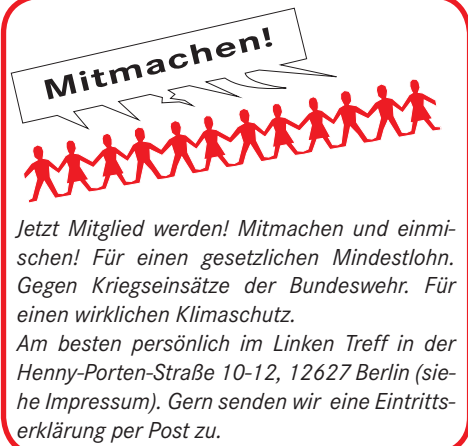 Mitmachen!
Jetzt Mitglied werden! Mitmachen und einmi-
schen! Für einen gesetzlichen Mindestlohn.
Gegen Kriegseinsätze der Bundeswehr. Für
einen wirklichen Klimaschutz.
Am besten persönlich im Linken Treff in der
Henny-Porten-Straße 10-12, 12627 Berlin (sie-
he Impressum). Gern senden wir eine Eintritts-
erklärung per Post zu.